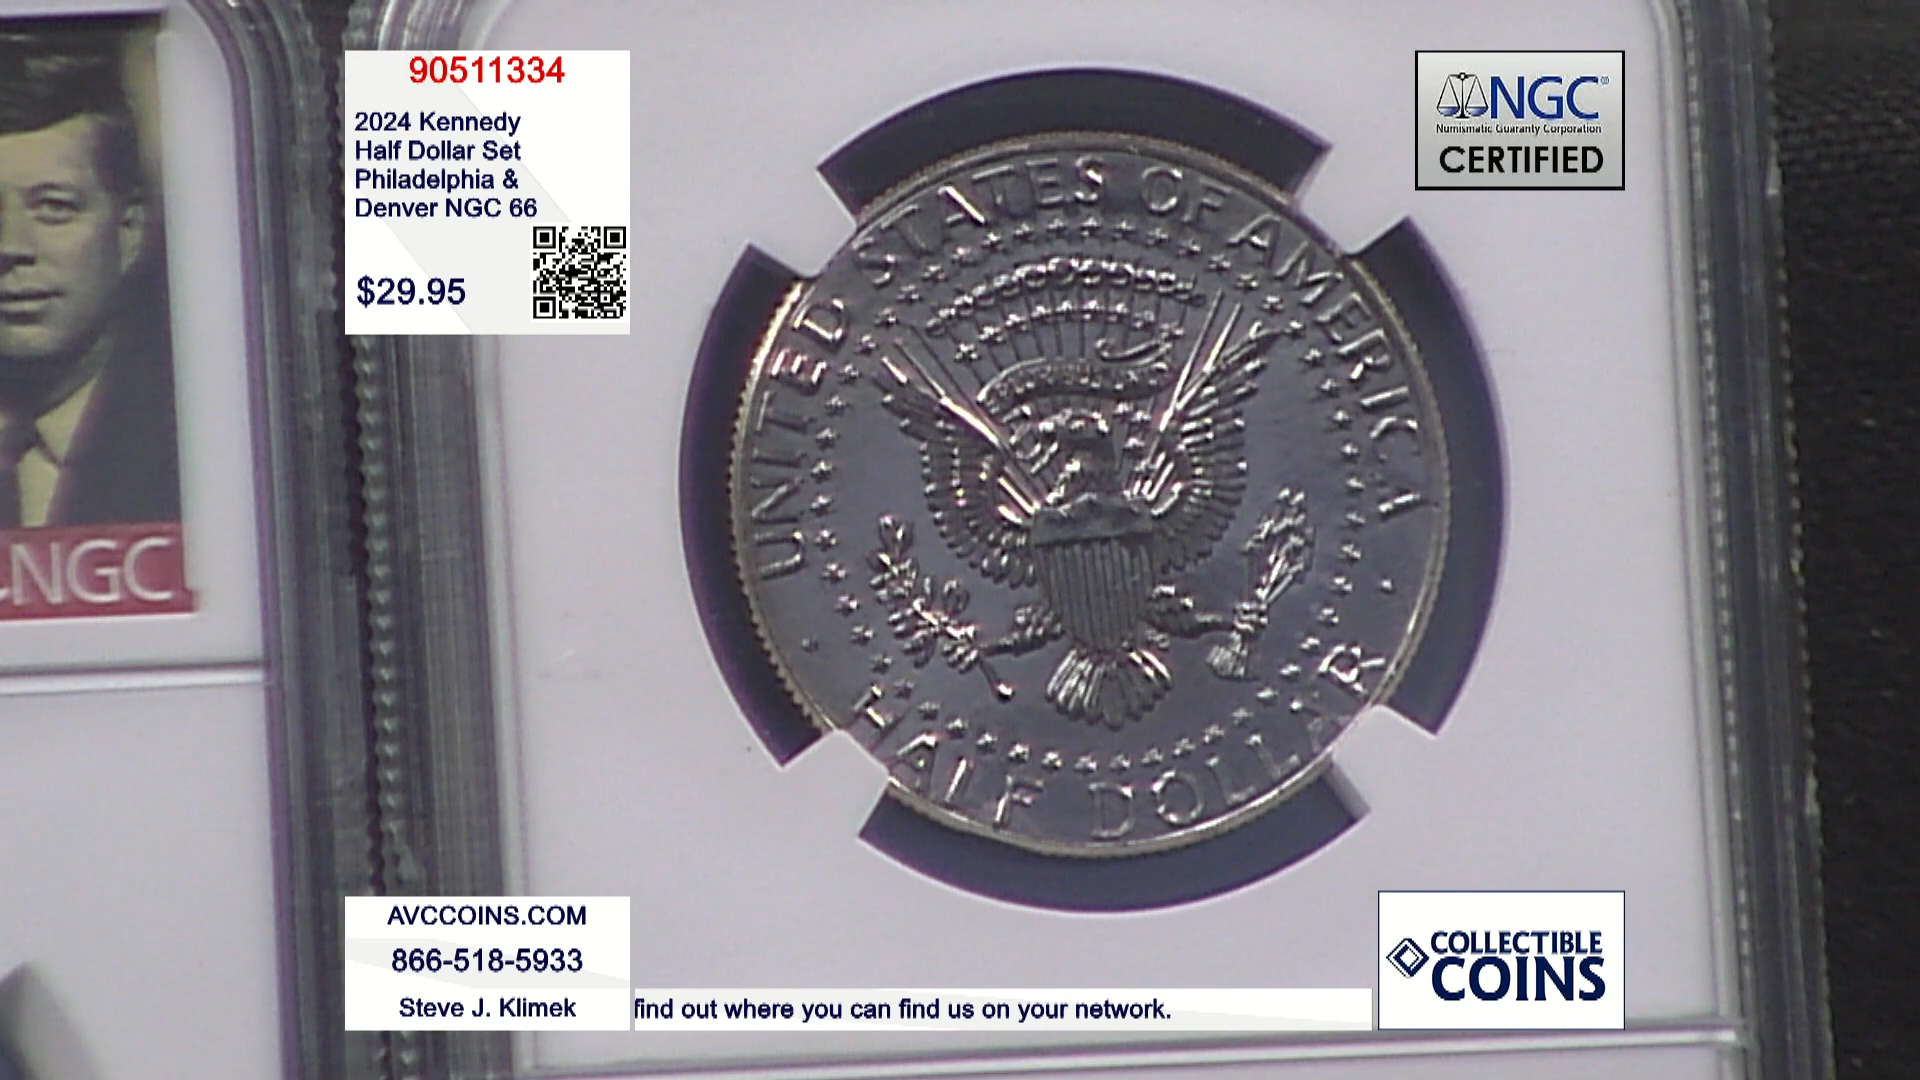 90511334
2024 Kennedy
Half Dollar Set
Philadelphia &
Denver NGC 66
$29.95
NGC
Numismatic Guaranty Corporation
CERTIFIED
UNITED STATES OF AMERICA
HALF DOLLAR
NGC
AVCCOINS.COM
866-518-5933
Steve J. Klimek
find out where you can find us on your network.
COLLECTIBLE
COINS